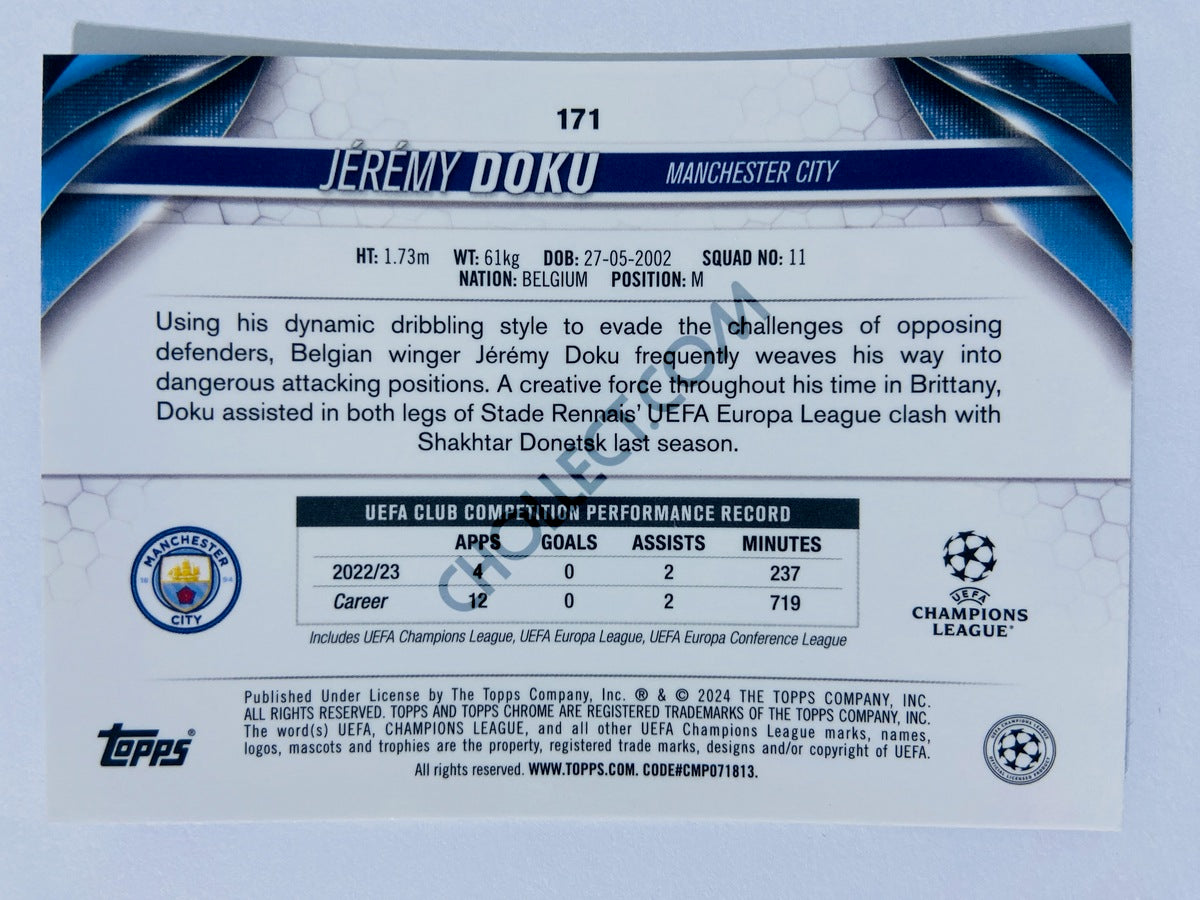 171
JÉRÉMY DOKU MANCHESTER CITY
HT: 1.73m WT: 61kg DOB: 27-05-2002 SQUAD NO: 11
NATION: BELGIUM POSITION: M
Using his dynamic dribbling style to evade the challenges of opposing
defenders, Belgian winger Jérémy Doku frequently weaves his way into
dangerous attacking positions. A creative force throughout his time in Brittany,
Doku assisted in both legs of Stade Rennais' UEFA Europa League clash with
Shakhtar Donetsk last season.
CHOLLECT.COM
UEFA CLUB COMPETITION PERFORMANCE RECORD
APPS GOALS ASSISTS MINUTES
2022/23 4 0 2 237
Career 12 0 2 719
Includes UEFA Champions League, UEFA Europa League, UEFA Europa Conference League
MANCHESTER
18 94
CITY
UEFA
CHAMPIONS
LEAGUE®
Published Under License by The Topps Company, Inc. ® & © 2024 THE TOPPS COMPANY, INC.
ALL RIGHTS RESERVED. TOPPS AND TOPPS CHROME ARE REGISTERED TRADEMARKS OF THE TOPPS COMPANY, INC.
The word(s) UEFA, CHAMPIONS LEAGUE, and all other UEFA Champions League marks, names,
logos, mascots and trophies are the property, registered trade marks, designs and/or copyright of UEFA.
All rights reserved. WWW.TOPPS.COM. CODE#CMP071813.
topps®
CHAMPIONS LEAGUE
OFFICIAL LICENSED PRODUCT